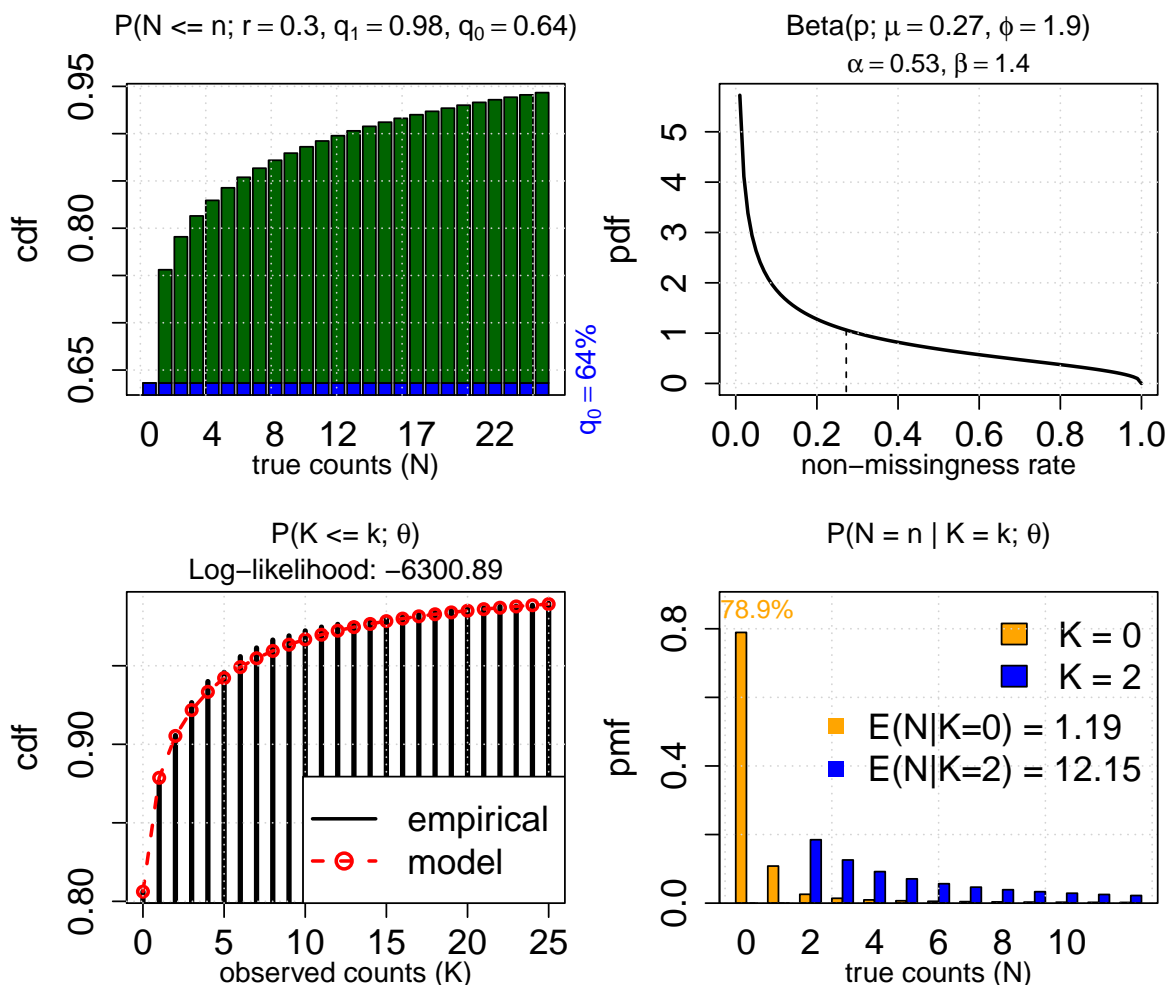 P(N <= n; r = 0.3, q₁ = 0.98, q₀ = 0.64)
cdf
0.65
0.80
0.95
0 4 8 12 17 22
true counts (N)
q₀ = 64%
Beta(p; μ = 0.27, ϕ = 1.9)
α = 0.53, β = 1.4
pdf
0 1 2 3 4 5
0.0 0.2 0.4 0.6 0.8 1.0
non−missingness rate
P(K <= k; θ)
Log−likelihood: −6300.89
cdf
0.80
0.90
empirical
model
0 5 10 15 20 25
observed counts (K)
P(N = n | K = k; θ)
pmf
0.0 0.4 0.8
78.9%
K = 0
K = 2
E(N|K=0) = 1.19
E(N|K=2) = 12.15
0 2 4 6 8 10
true counts (N)